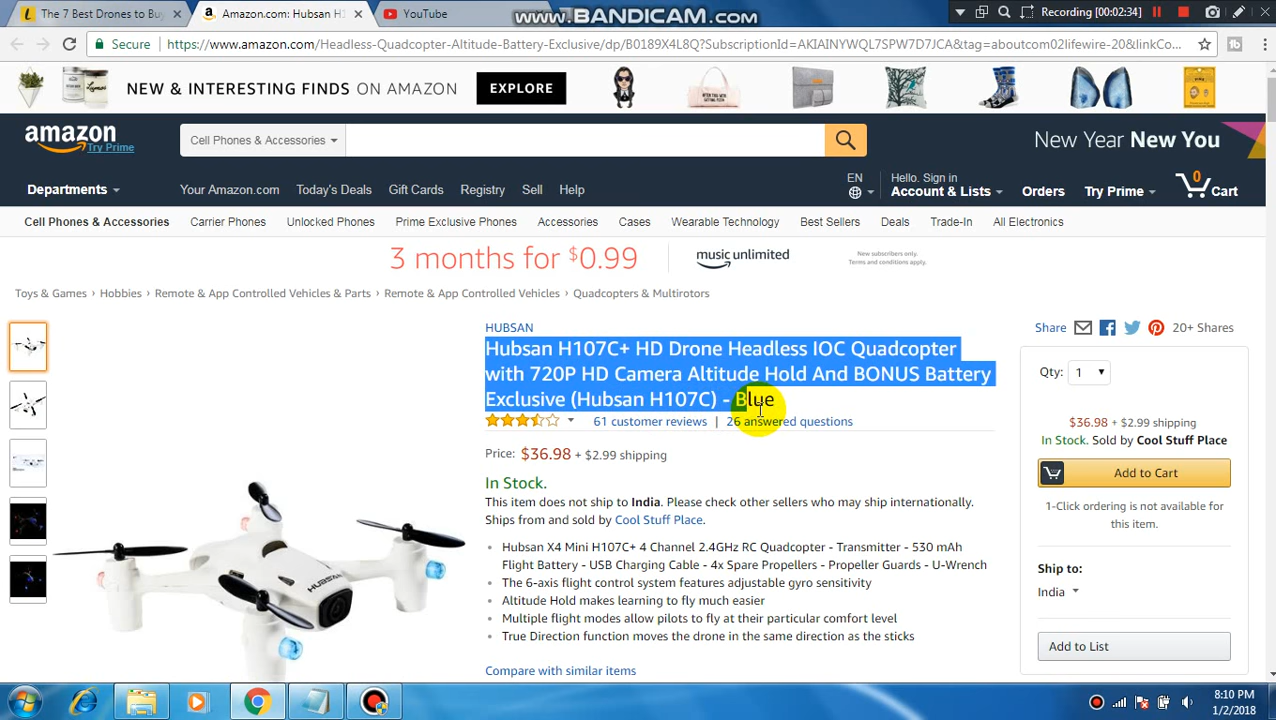 The 7 Best Drones to Buy
Amazon.com: Hubsan H1
YouTube
www.BANDICAM.com
Recording [00:02:34]
Secure
https://www.amazon.com/Headless-Quadcopter-Altitude-Battery-Exclusive/dp/B0189X4L8Q?SubscriptionId=AKIAINYWQL7SPW7D7JCA&tag=aboutcom02lifewire-20&linkCo...
NEW & INTERESTING FINDS ON AMAZON
EXPLORE
amazon
Try Prime
Cell Phones & Accessories
New Year New You
Departments
Your Amazon.com
Today's Deals
Gift Cards
Registry
Sell
Help
EN
Hello. Sign in
Account & Lists
Orders
Try Prime
0
Cart
Cell Phones & Accessories
Carrier Phones
Unlocked Phones
Prime Exclusive Phones
Accessories
Cases
Wearable Technology
Best Sellers
Deals
Trade-In
All Electronics
3 months for $0.99
music unlimited
New subscribers only.
Terms and conditions apply.
Toys & Games › Hobbies › Remote & App Controlled Vehicles & Parts › Remote & App Controlled Vehicles › Quadcopters & Multirotors
HUBSAN
Hubsan H107C+ HD Drone Headless IOC Quadcopter
with 720P HD Camera Altitude Hold And BONUS Battery
Exclusive (Hubsan H107C) - Blue
61 customer reviews | 26 answered questions
Price: $36.98 + $2.99 shipping
In Stock.
This item does not ship to India. Please check other sellers who may ship internationally.
Ships from and sold by Cool Stuff Place.
• Hubsan X4 Mini H107C+ 4 Channel 2.4GHz RC Quadcopter - Transmitter - 530 mAh
Flight Battery - USB Charging Cable - 4x Spare Propellers - Propeller Guards - U-Wrench
• The 6-axis flight control system features adjustable gyro sensitivity
• Altitude Hold makes learning to fly much easier
• Multiple flight modes allow pilots to fly at their particular comfort level
• True Direction function moves the drone in the same direction as the sticks
Compare with similar items
HUBSAN
Share
20+ Shares
Qty: 1
$36.98 + $2.99 shipping
In Stock. Sold by Cool Stuff Place
Add to Cart
1-Click ordering is not available for
this item.
Ship to:
India
Add to List
8:10 PM
1/2/2018